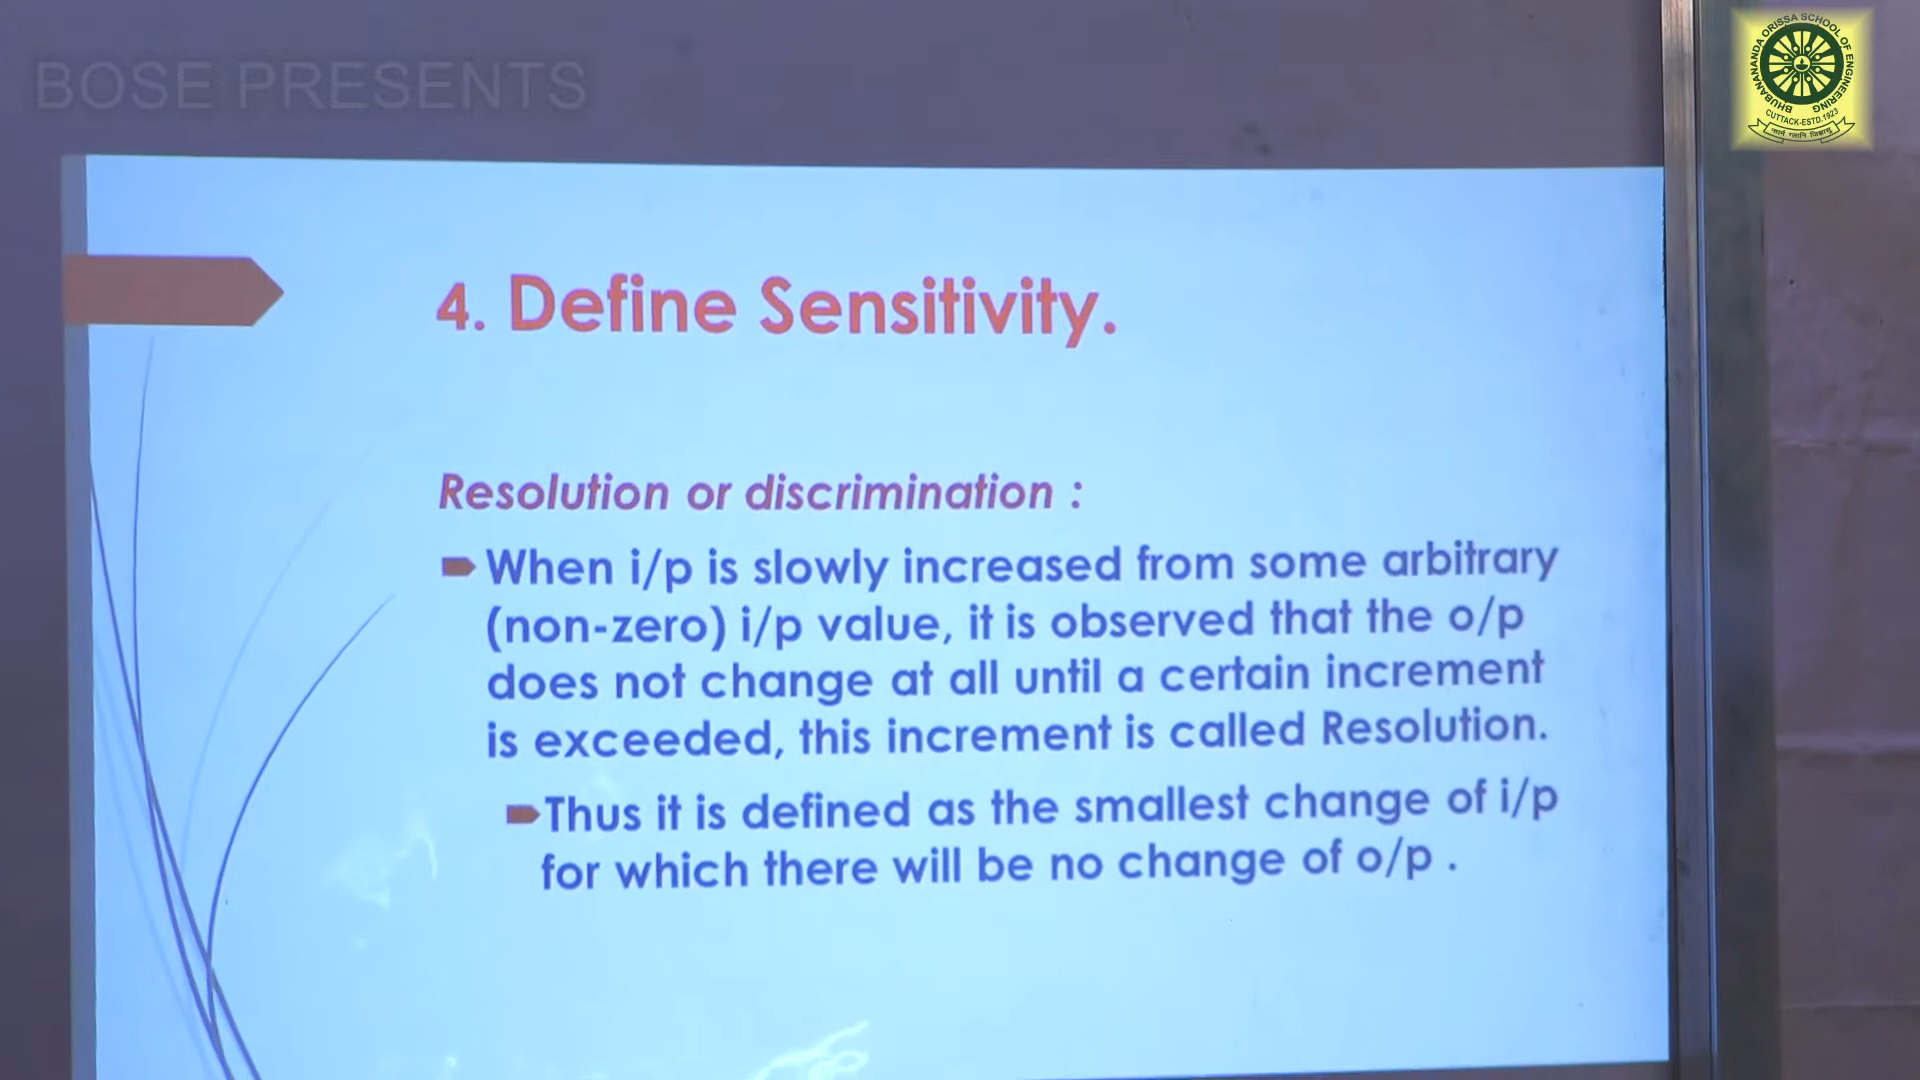 BOSE PRESENTS
BHUBANANANDA ORISSA SCHOOL OF ENGINEERING
CUTTACK-ESTD.1923
4. Define Sensitivity.
Resolution or discrimination :
When i/p is slowly increased from some arbitrary
(non-zero) i/p value, it is observed that the o/p
does not change at all until a certain increment
is exceeded, this increment is called Resolution.
Thus it is defined as the smallest change of i/p
for which there will be no change of o/p .